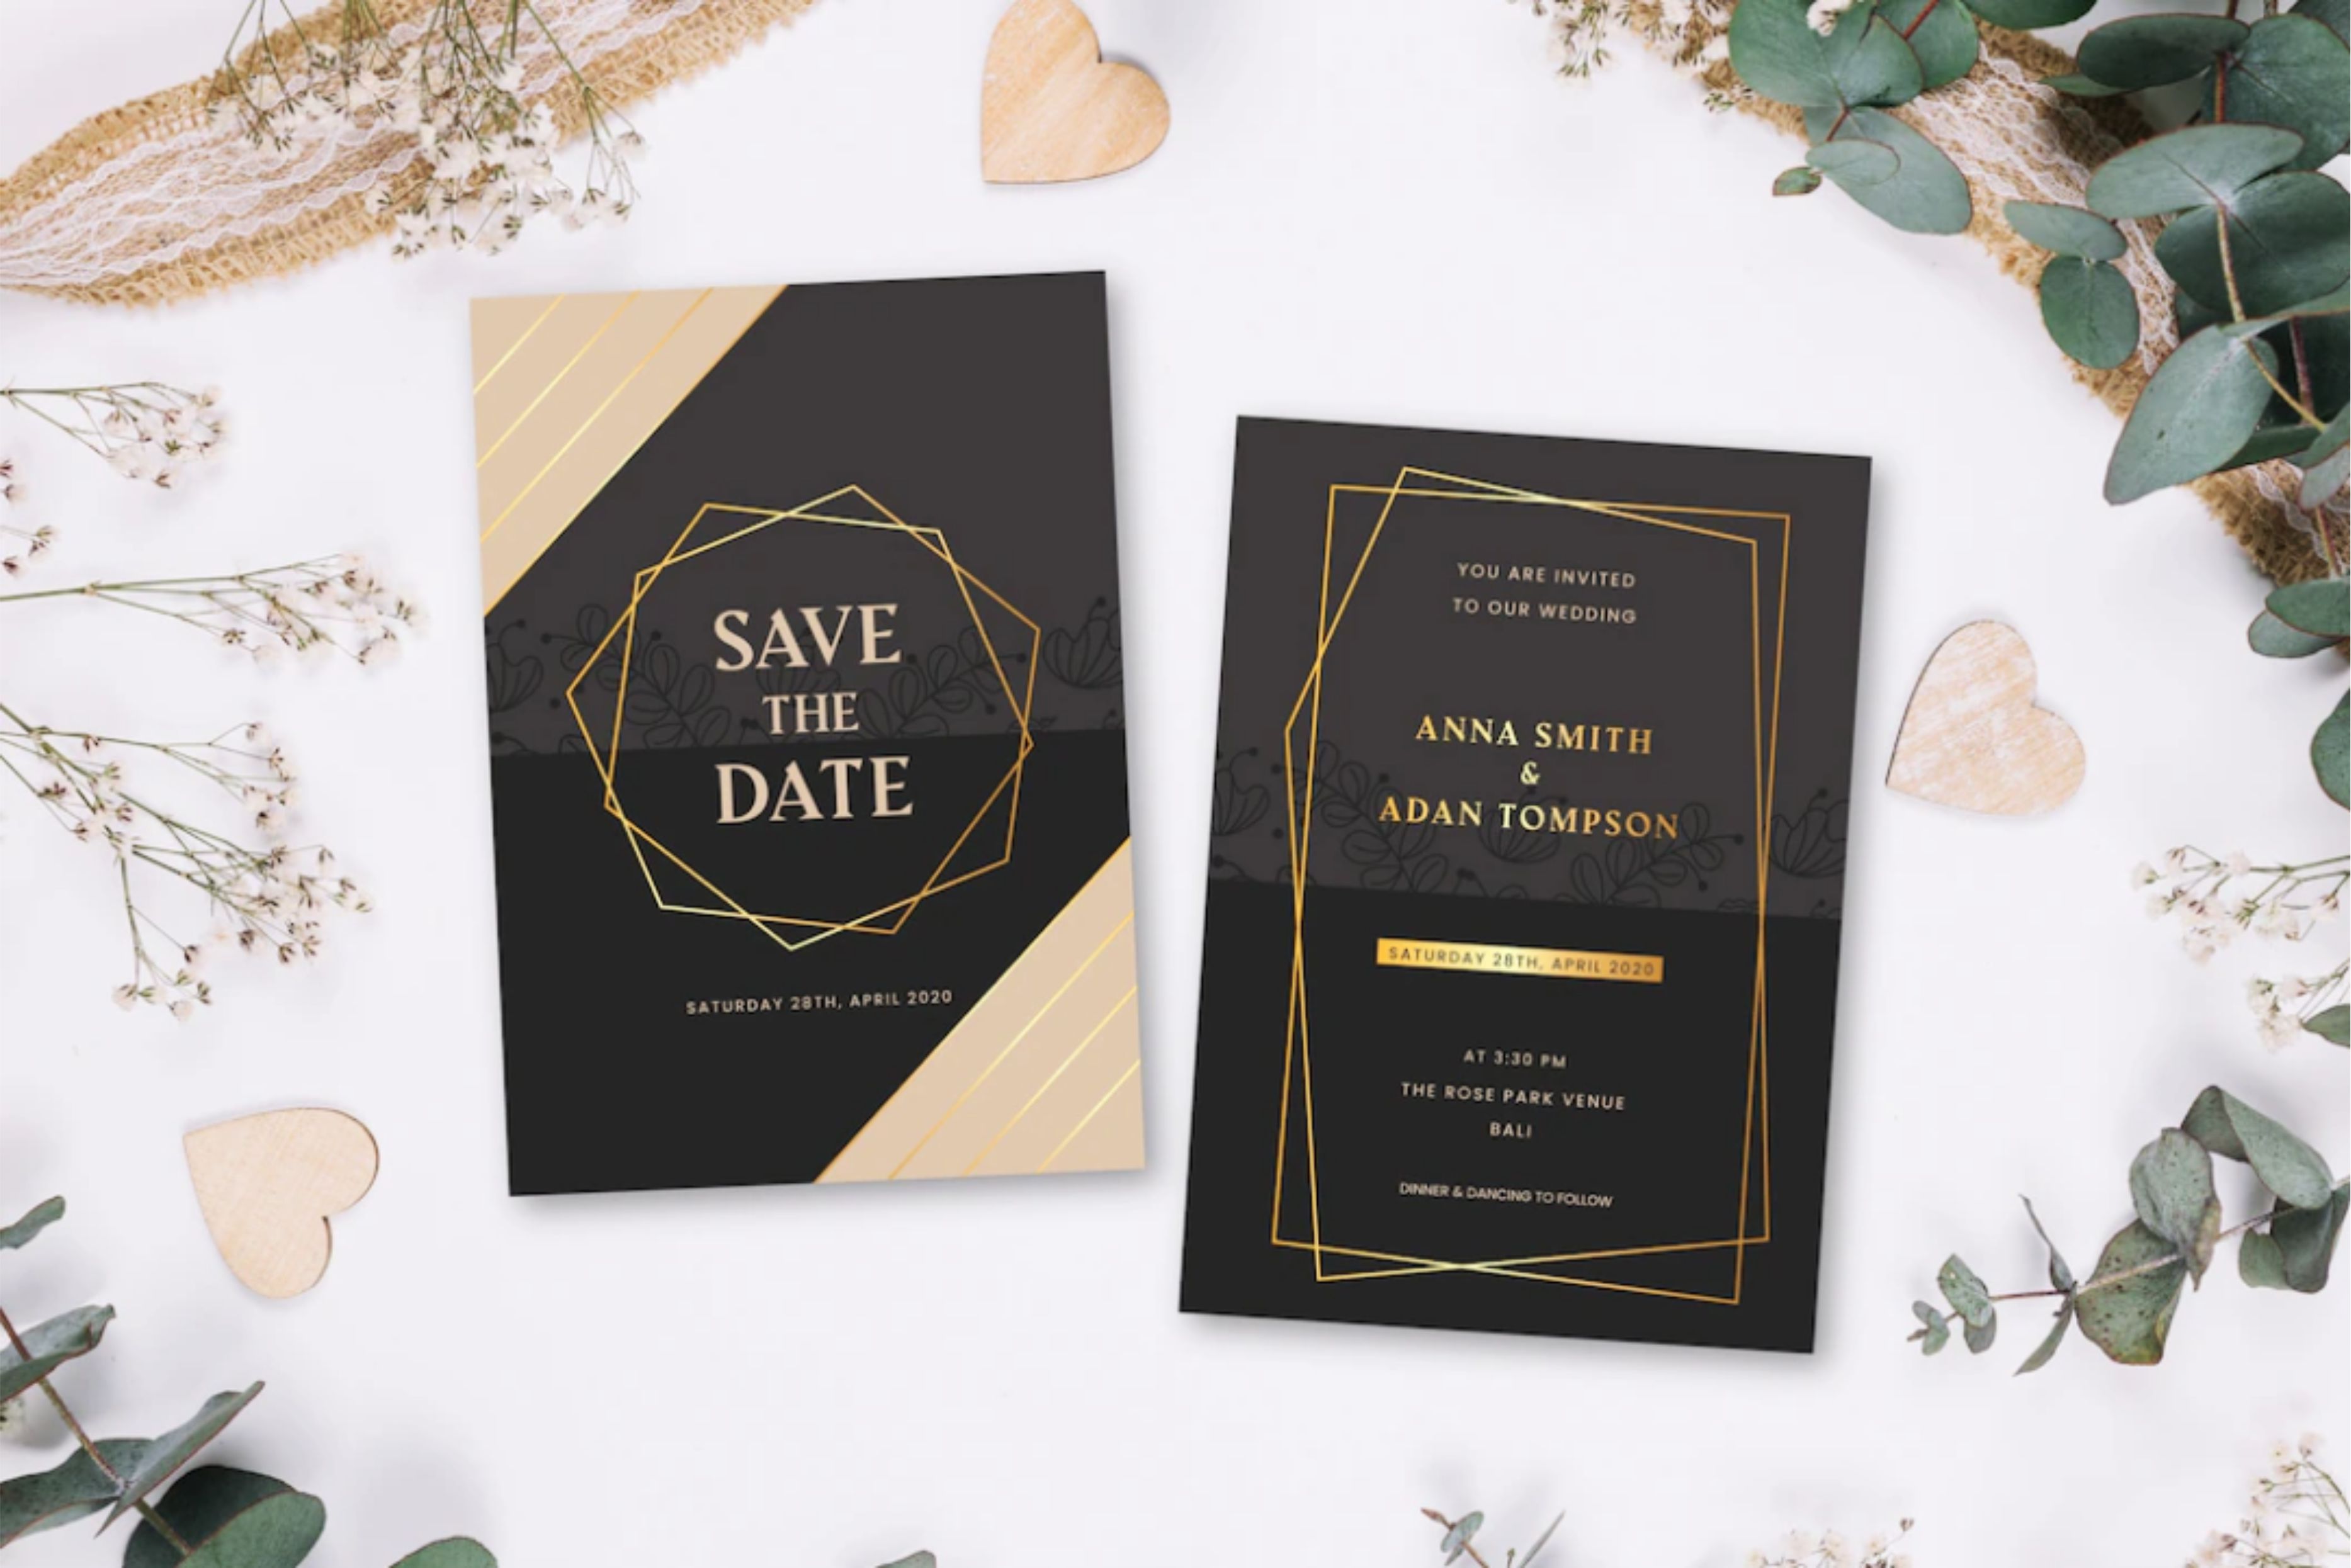 SAVE
THE
DATE
SATURDAY 28TH, APRIL 2020
YOU ARE INVITED
TO OUR WEDDING
ANNA SMITH
&
ADAN TOMPSON
SATURDAY 28TH, APRIL 2020
AT 3:30 PM
THE ROSE PARK VENUE
BALI
DINNER & DANCING TO FOLLOW